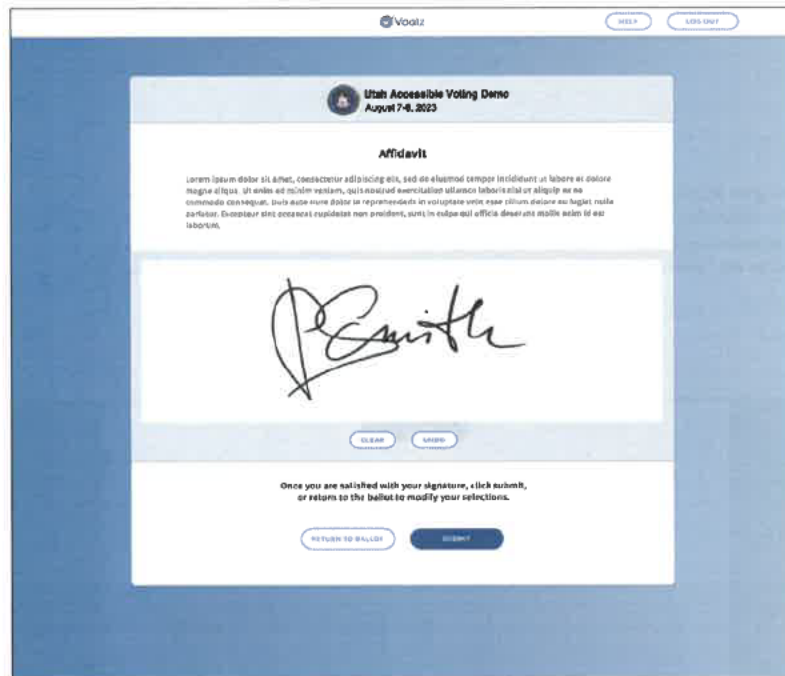 Voatz
HELP
LOG OUT
Utah Accessible Voting Demo
August 7-8, 2023
Affidavit
Lorem ipsum dolor sit amet, consectetur adipiscing elit, sed do eiusmod tempor incididunt ut labore et dolore
magna aliqua. Ut enim ad minim veniam, quis nostrud exercitation ullamco laboris nisi ut aliquip ex ea
commodo consequat. Duis aute irure dolor in reprehenderit in voluptate velit esse cillum dolore eu fugiat nulla
pariatur. Excepteur sint occaecat cupidatat non proident, sunt in culpa qui officia deserunt mollit anim id est
laborum.
Smith
CLEAR
UNDO
Once you are satisfied with your signature, click submit,
or return to the ballot to modify your selections.
RETURN TO BALLOT
SUBMIT